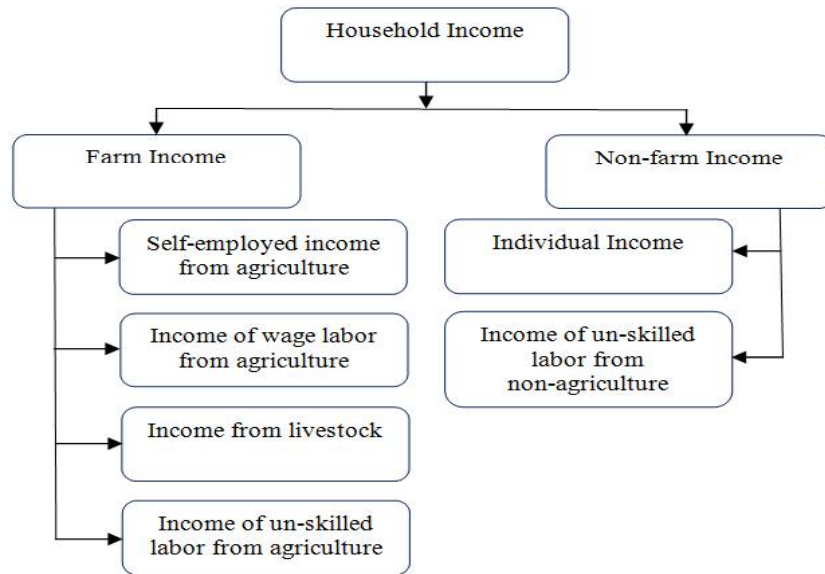 Household Income
Farm Income
Non-farm Income
Self-employed income
from agriculture
Income of wage labor
from agriculture
Income from livestock
Income of un-skilled
labor from agriculture
Individual Income
Income of un-skilled
labor from
non-agriculture